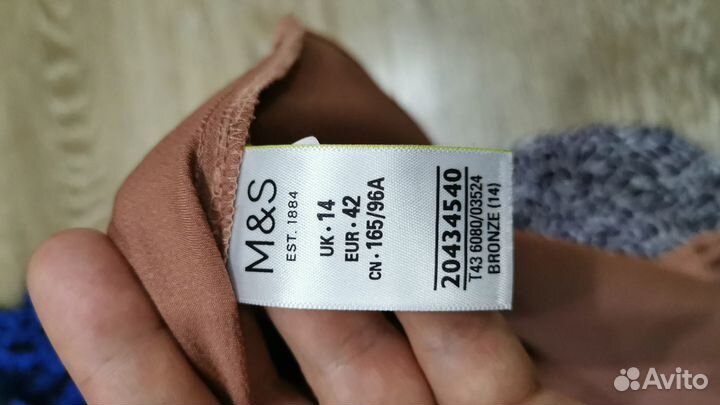 M&S
EST. 1884
UK · 14
EUR · 42
CN · 165/96A
20434540
T43 6080/03524
BRONZE (14)
Avito